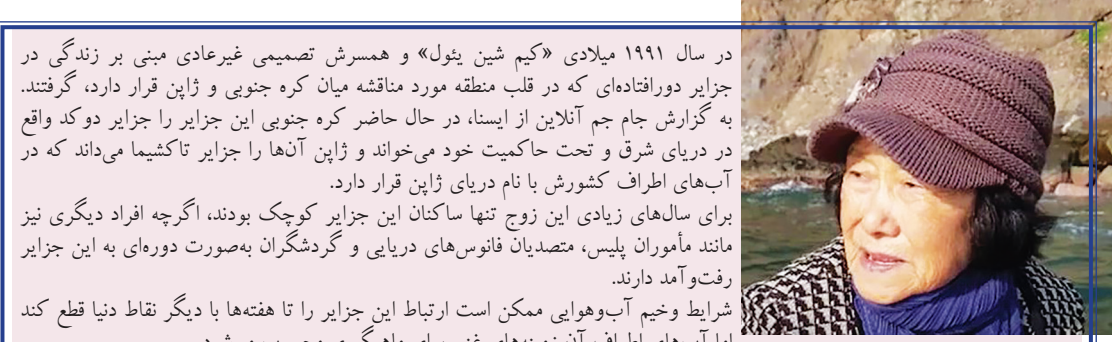 در سال ۱۹۹۱ میلادی «کیم شین یئول» و همسرش تصمیمی غیرعادی مبنی بر زندگی در
جزایر دورافتاده‌ای که در قلب منطقه مورد مناقشه میان کره جنوبی و ژاپن قرار دارد، گرفتند.
به گزارش جام جم آنلاین از ایسنا، در حال حاضر کره جنوبی این جزایر را جزایر دوکد واقع
در دریای شرق و تحت حاکمیت خود می‌خواند و ژاپن آن‌ها را جزایر تاکشیما می‌داند که در
آب‌های اطراف کشورش با نام دریای ژاپن قرار دارد.
برای سال‌های زیادی این زوج تنها ساکنان این جزایر کوچک بودند، اگرچه افراد دیگری نیز
مانند مأموران پلیس، متصدیان فانوس‌های دریایی و گردشگران به‌صورت دوره‌ای به این جزایر
رفت‌وآمد دارند.
شرایط وخیم آب‌وهوایی ممکن است ارتباط این جزایر را تا هفته‌ها با دیگر نقاط دنیا قطع کند